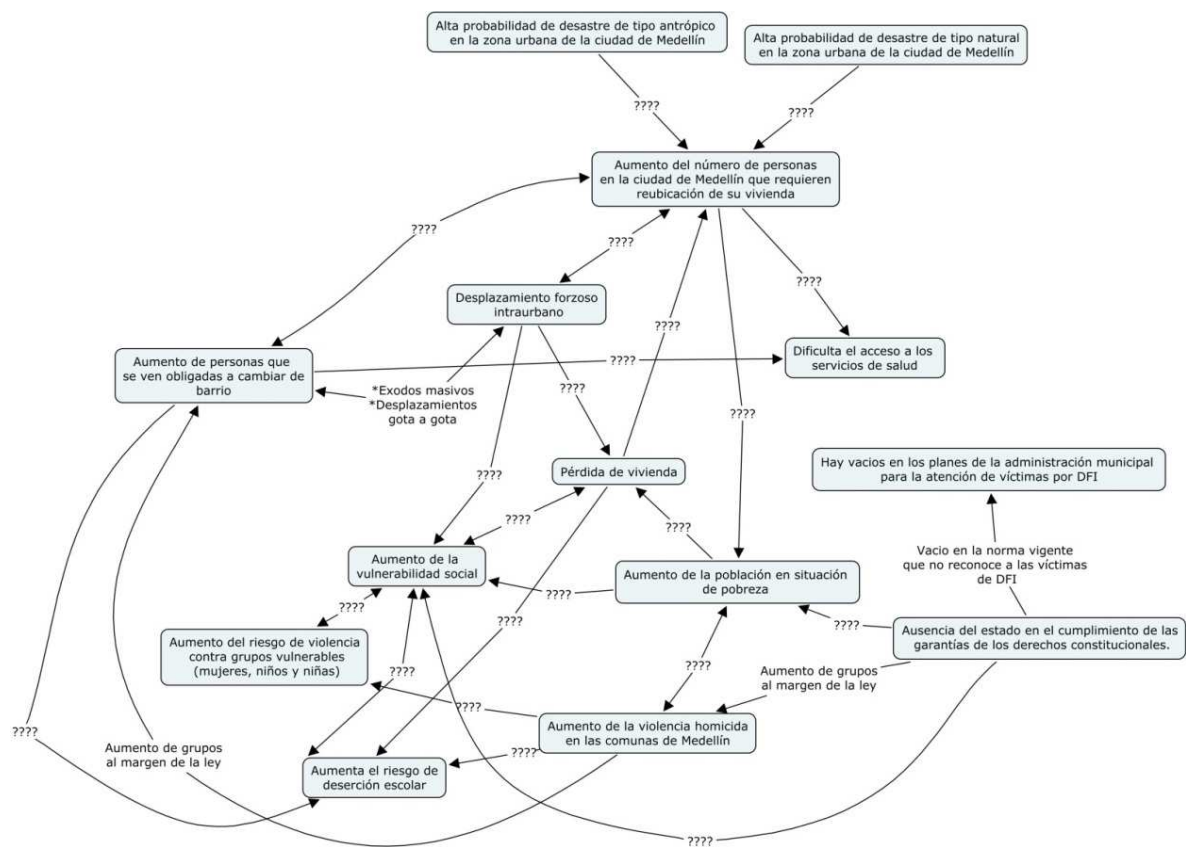 Alta probabilidad de desastre de tipo antrópico
en la zona urbana de la ciudad de Medellín
Alta probabilidad de desastre de tipo natural
en la zona urbana de la ciudad de Medellín
????
????
Aumento del número de personas
en la ciudad de Medellín que requieren
reubicación de su vivienda
????
????
Desplazamiento forzoso
intraurbano
????
????
Aumento de personas que
se ven obligadas a cambiar de
barrio
????
Dificulta el acceso a los
servicios de salud
*Exodos masivos
*Desplazamientos
gota a gota
????
????
????
Pérdida de vivienda
Hay vacios en los planes de la administración municipal
para la atención de víctimas por DFI
????
????
Vacio en la norma vigente
que no reconoce a las víctimas
de DFI
Aumento de la
vulnerabilidad social
Aumento de la población en situación
de pobreza
????
????
????
????
Ausencia del estado en el cumplimiento de las
garantías de los derechos constitucionales.
Aumento del riesgo de violencia
contra grupos vulnerables
(mujeres, niños y niñas)
????
????
Aumento de grupos
al margen de la ley
????
Aumento de la violencia homicida
en las comunas de Medellín
????
????
Aumento de grupos
al margen de la ley
Aumenta el riesgo de
deserción escolar
????